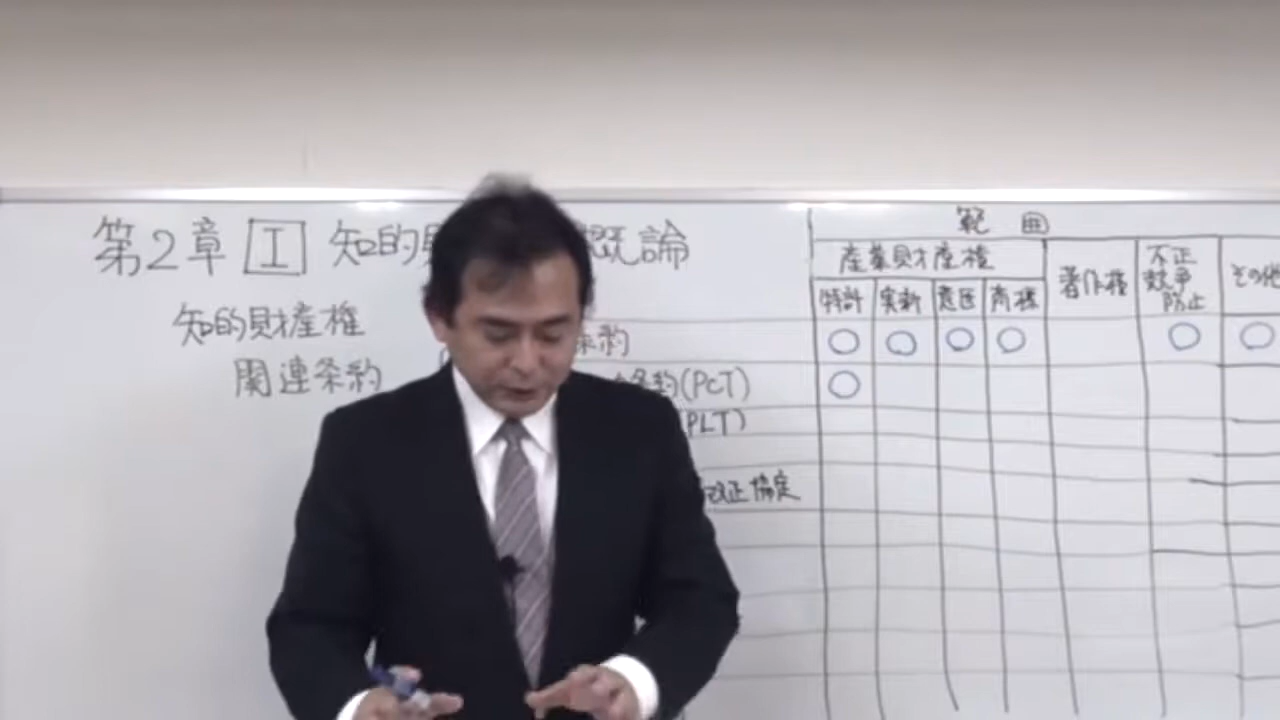 第2章 I 知的 概論
知的財産権
関連条約
条約
条約(PCT)
(PLT)
改正協定
範囲
産業財産権 著作権 不正競争防止 その他
特許 実新 意匠 商標
○ ○ ○ ○ ○ ○
○